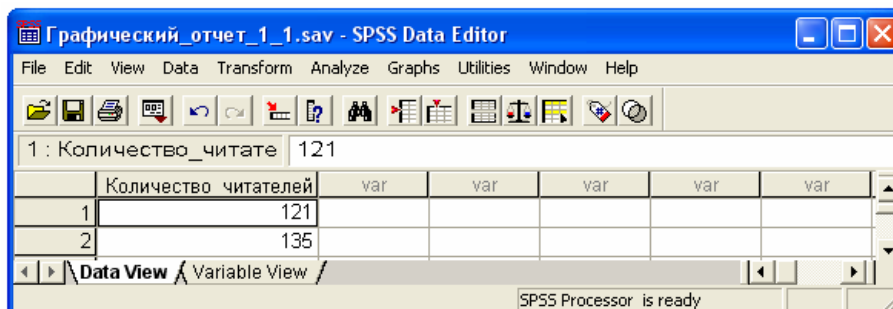 Графический_отчет_1_1.sav - SPSS Data Editor
File Edit View Data Transform Analyze Graphs Utilities Window Help
1 : Количество_читате 121
Количество_читателей var var var var var
1 121
2 135
Data View Variable View
SPSS Processor is ready